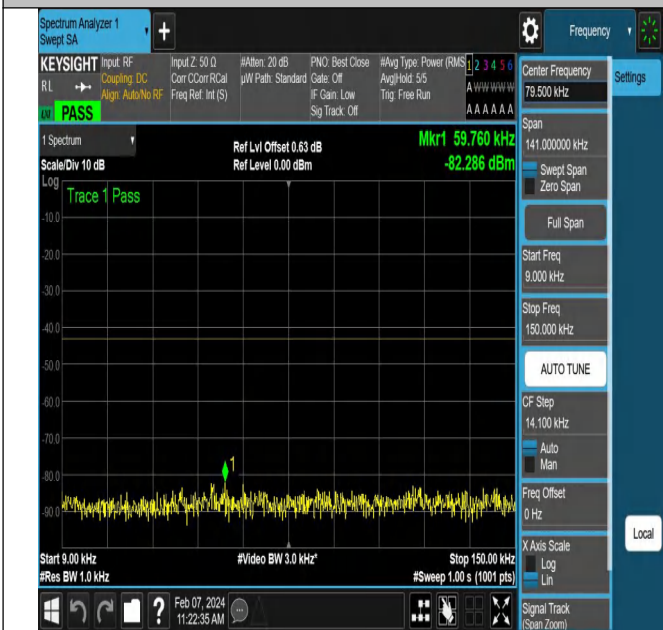 Spectrum Analyzer 1
Swept SA
+
Frequency
KEYSIGHT
RL
PASS
Input: RF
Coupling: DC
Align: Auto/No RF
Input Z: 50 Ω
Corr CCorr RCal
Freq Ref: Int (S)
#Atten: 20 dB
µW Path: Standard
PNO: Best Close
Gate: Off
IF Gain: Low
Sig Track: Off
#Avg Type: Power (RMS
Avg|Hold: 5/5
Trig: Free Run
1 2 3 4 5 6
A W W W W W
A A A A A A
1 Spectrum
Scale/Div 10 dB
Log
Ref Lvl Offset 0.63 dB
Ref Level 0.00 dBm
Mkr1 59.760 kHz
-82.286 dBm
Trace 1 Pass
-10.0
-20.0
-30.0
-40.0
-50.0
-60.0
-70.0
-80.0
-90.0
1
Start 9.00 kHz
#Res BW 1.0 kHz
#Video BW 3.0 kHz*
Stop 150.00 kHz
#Sweep 1.00 s (1001 pts)
?
Feb 07, 2024
11:22:35 AM
Center Frequency
79.500 kHz
Span
141.000000 kHz
Swept Span
Zero Span
Full Span
Start Freq
9.000 kHz
Stop Freq
150.000 kHz
AUTO TUNE
CF Step
14.100 kHz
Auto
Man
Freq Offset
0 Hz
X Axis Scale
Log
Lin
Signal Track
(Span Zoom)
Settings
Local